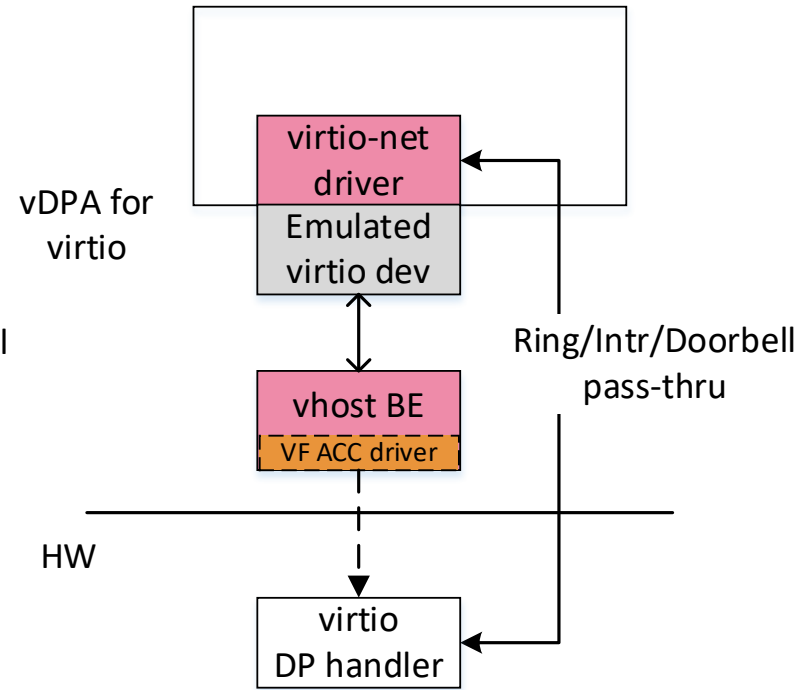 virtio-net
driver
vDPA for
virtio
Emulated
virtio dev
Ring/Intr/Doorbell
pass-thru
vhost BE
VF ACC driver
HW
virtio
DP handler